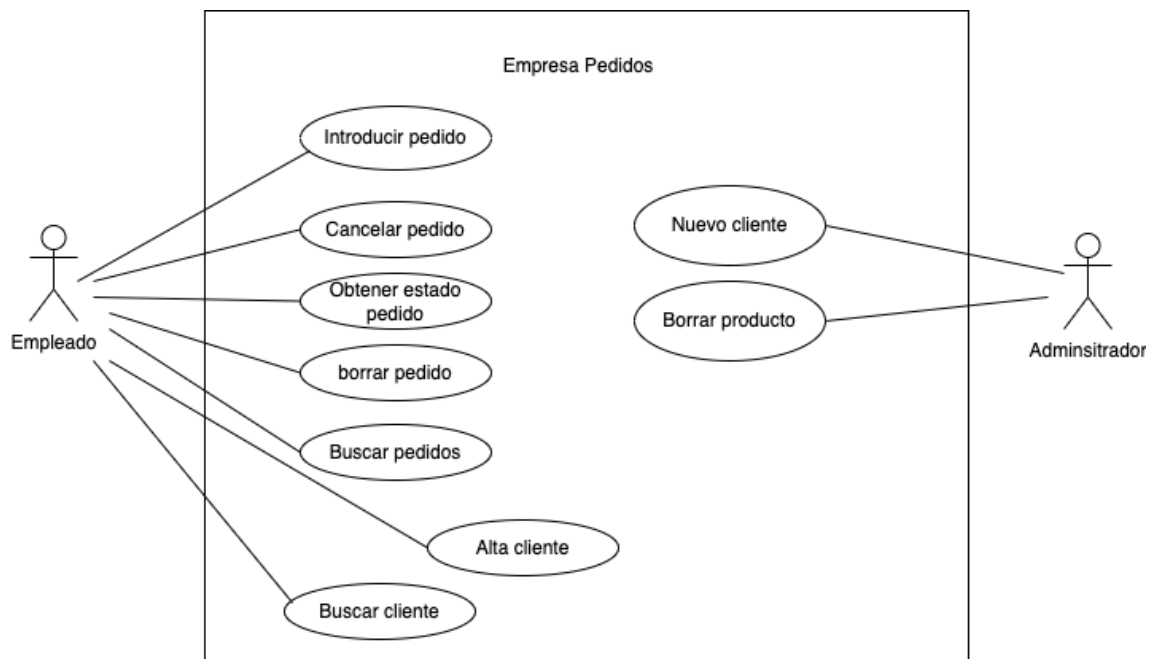 Empresa Pedidos
Introducir pedido
Cancelar pedido
Nuevo cliente
Obtener estado
pedido
Borrar producto
Empleado
Adminsitrador
borrar pedido
Buscar pedidos
Alta cliente
Buscar cliente